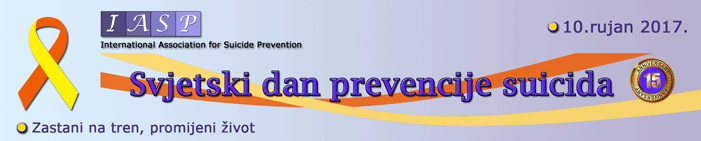 IASP
International Association for Suicide Prevention
10.rujan 2017.
Svjetski dan prevencije suicida
15
Zastani na tren, promijeni život